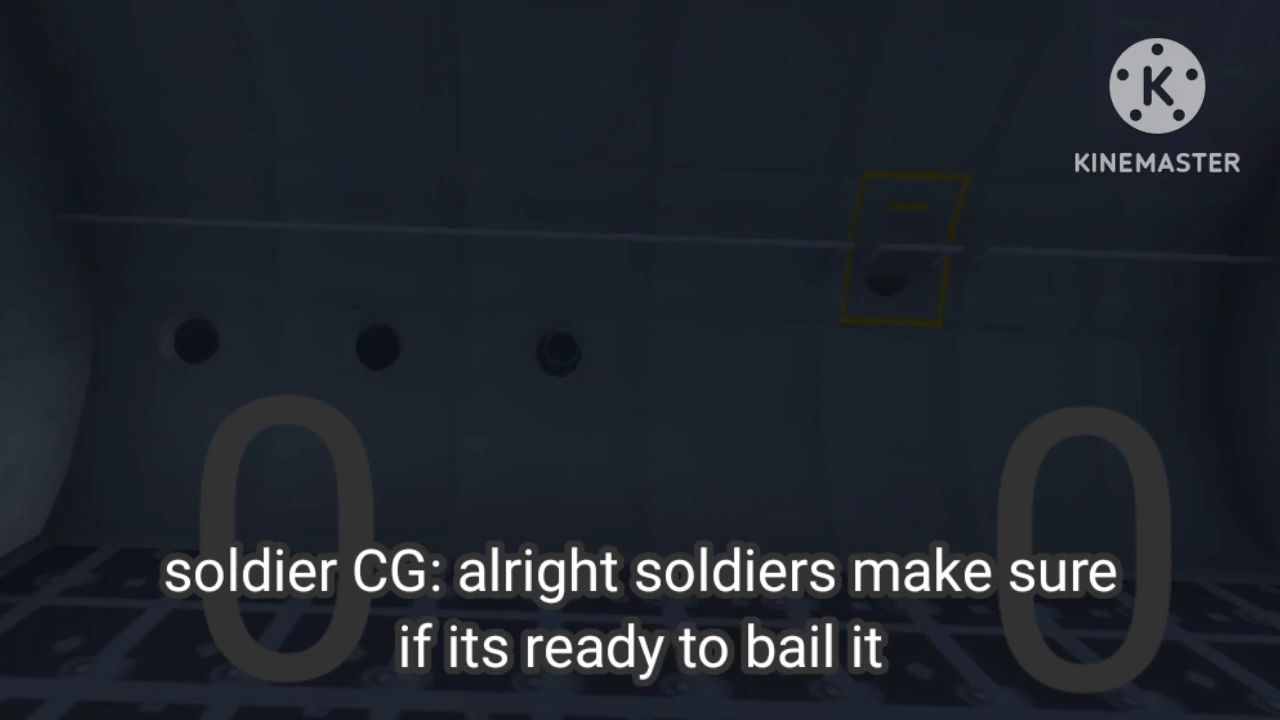 K
KINEMASTER
0 0
soldier CG: alright soldiers make sure
if its ready to bail it